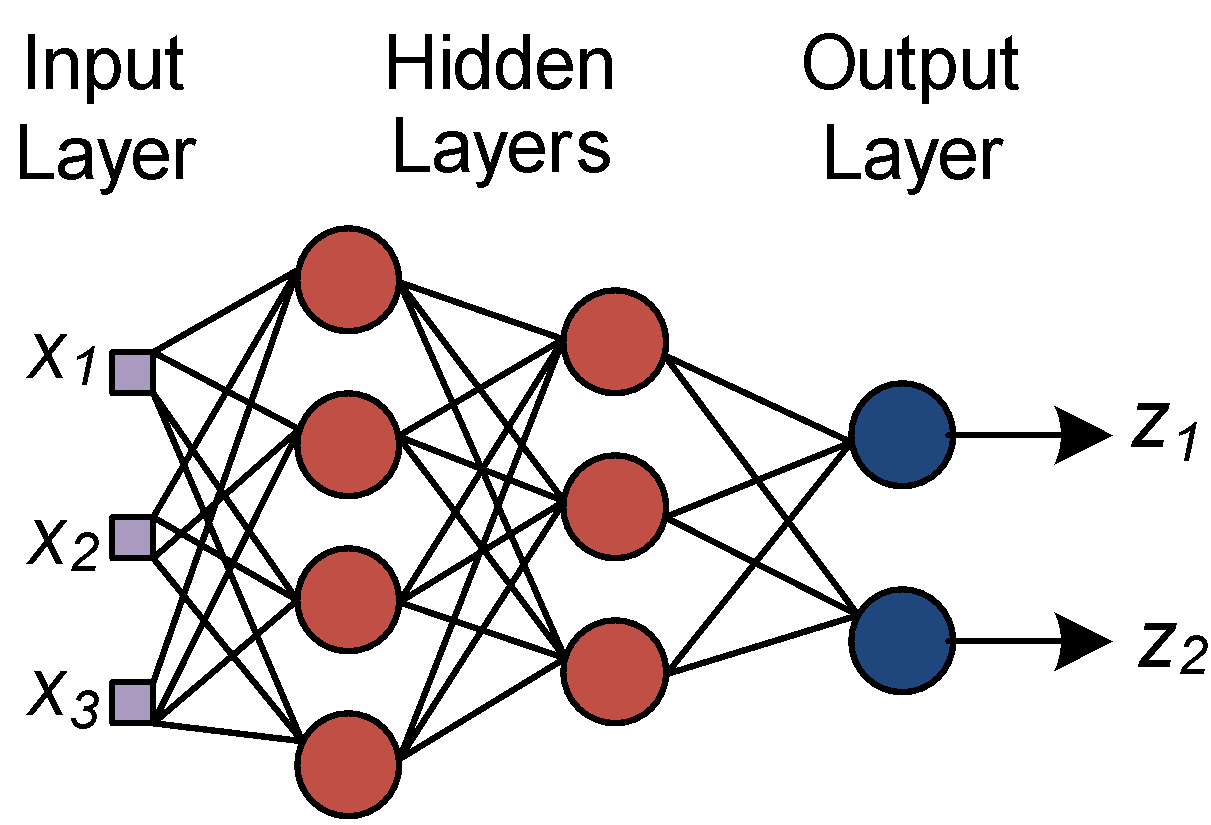 Input
Layer
Hidden
Layers
Output
Layer
x1
x2
x3
z1
z2